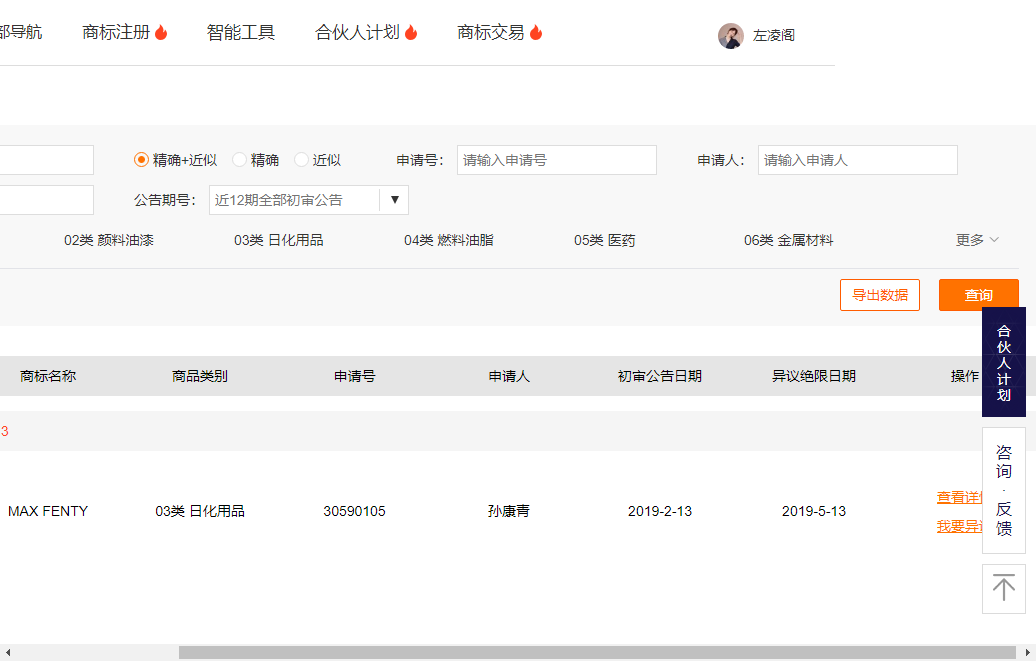 部导航 商标注册 智能工具 合伙人计划 商标交易 左凌阁
精确+近似 精确 近似 申请号: 请输入申请号 申请人: 请输入申请人
公告期号: 近12期全部初审公告 ▼
02类 颜料油漆 03类 日化用品 04类 燃料油脂 05类 医药 06类 金属材料 更多
导出数据 查询
合伙人计划
商标名称 商品类别 申请号 申请人 初审公告日期 异议绝限日期 操作
3
咨询·反馈
MAX FENTY 03类 日化用品 30590105 孙康青 2019-2-13 2019-5-13
查看详
我要异